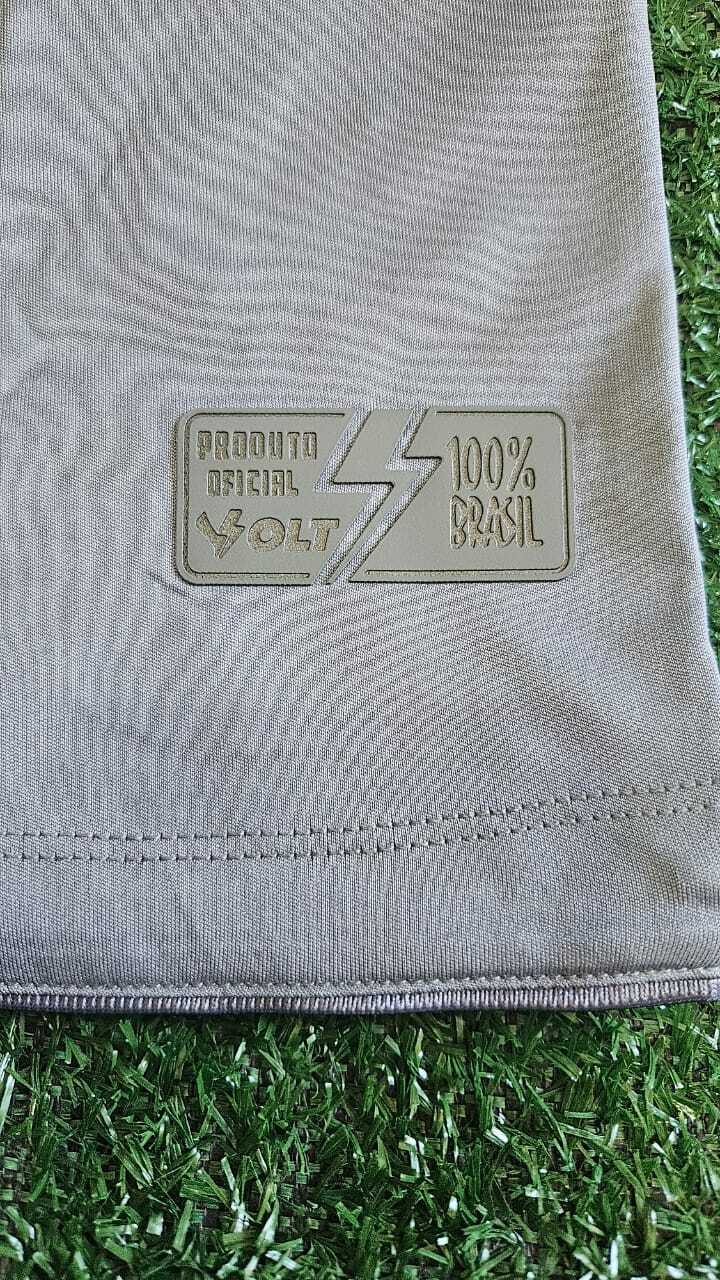 PRODUTO
OFICIAL
VOLT
100%
BRASIL